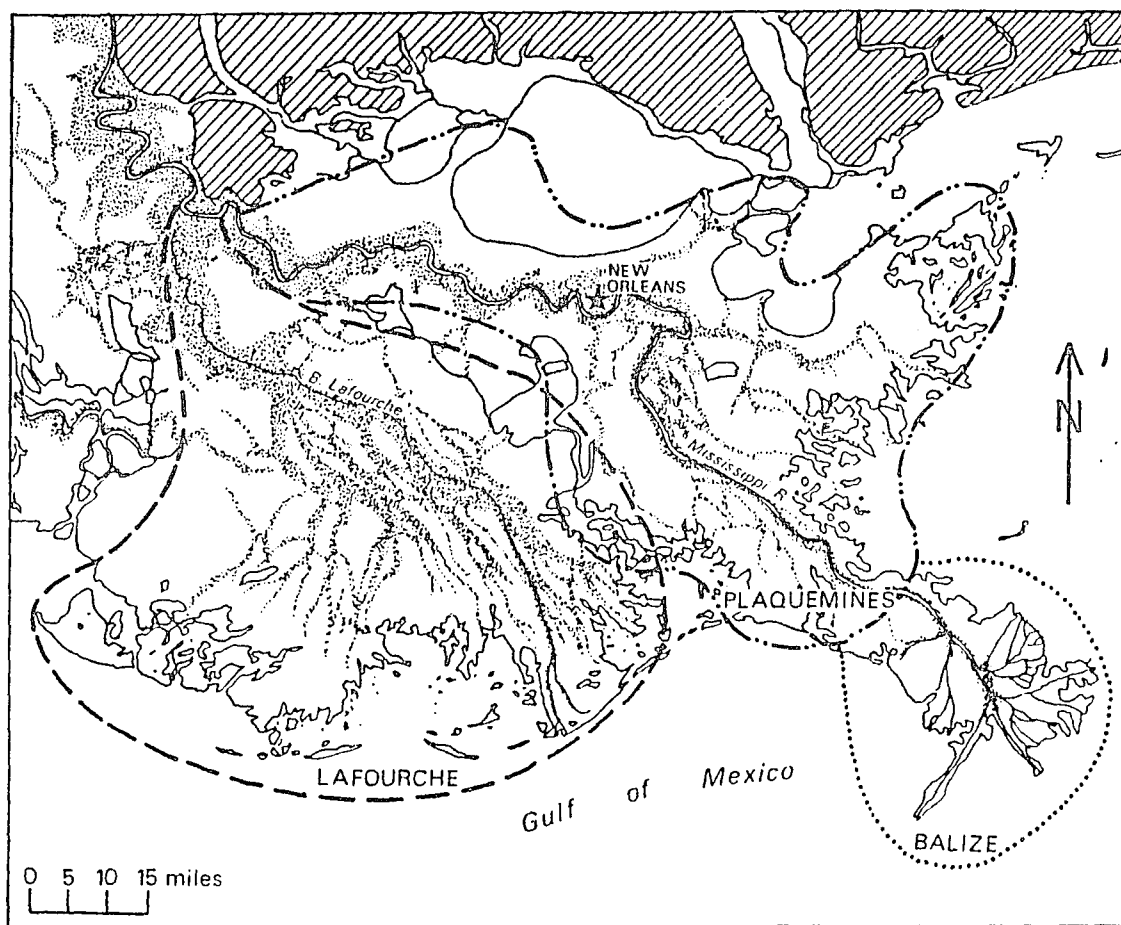 NEW
ORLEANS
B. Lafourche
N
Mississippi R.
PLAQUEMINES
LAFOURCHE
Gulf of Mexico
BALIZE
0 5 10 15 miles